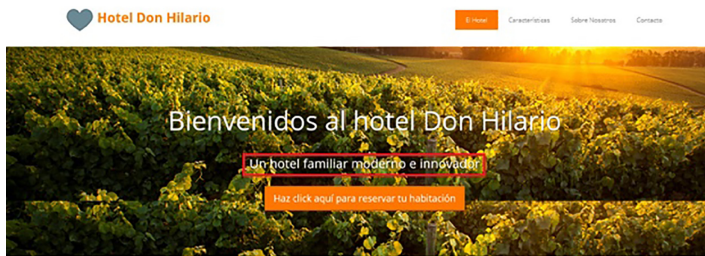 Hotel Don Hilario
El Hotel
Características
Sobre Nosotros
Contacto
Bienvenidos al hotel Don Hilario
Un hotel familiar moderno e innovador
Haz click aquí para reservar tu habitación